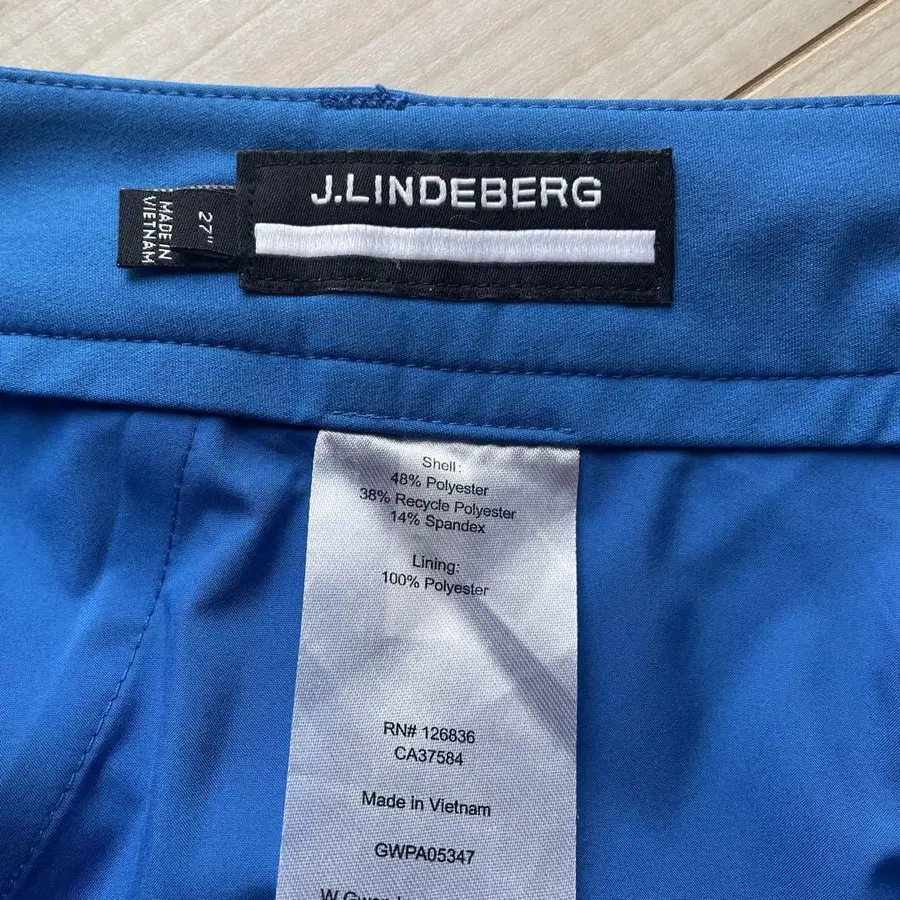 J.LINDEBERG
27"
MADE IN
VIETNAM
Shell:
48% Polyester
38% Recycle Polyester
14% Spandex
Lining:
100% Polyester
RN# 126836
CA37584
Made in Vietnam
GWPA05347
W